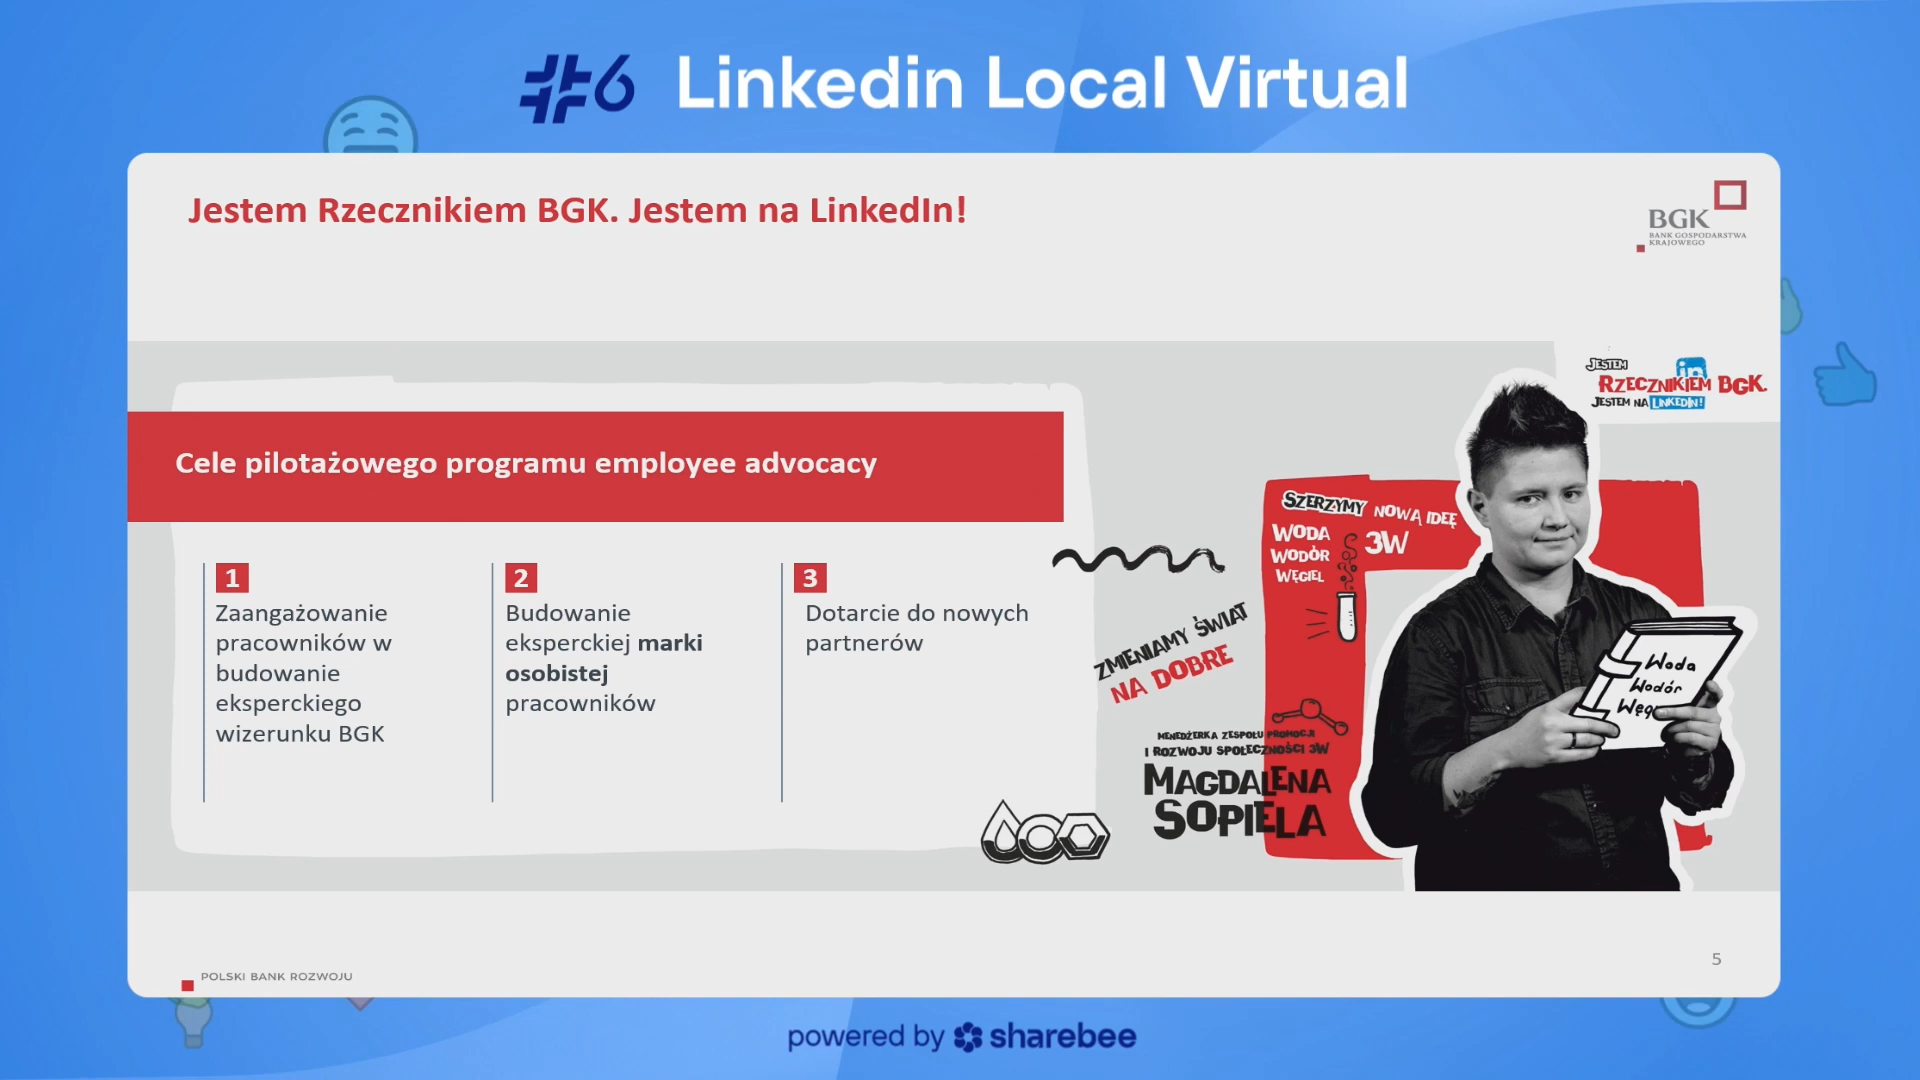 #6 Linkedin Local Virtual
Jestem Rzecznikiem BGK. Jestem na LinkedIn!
BGK
BANK GOSPODARSTWA
KRAJOWEGO
JESTEM
in
RZECZNIKIEM BGK.
JESTEM NA LINKEDIN!
Cele pilotażowego programu employee advocacy
1
Zaangażowanie
pracowników w
budowanie
eksperckiego
wizerunku BGK
2
Budowanie
eksperckiej marki
osobistej
pracowników
3
Dotarcie do nowych
partnerów
SZERZYMY NOWĄ IDEĘ
WODA
WODÓR
WĘGIEL
3W
ZMIENIAMY ŚWIAT
NA DOBRE
MENEDŻERKA ZESPOŁU PROMOCJI
I ROZWOJU SPOŁECZNOŚCI 3W
MAGDALENA
SOPIELA
Woda
Wodór
POLSKI BANK ROZWOJU
5
powered by sharebee